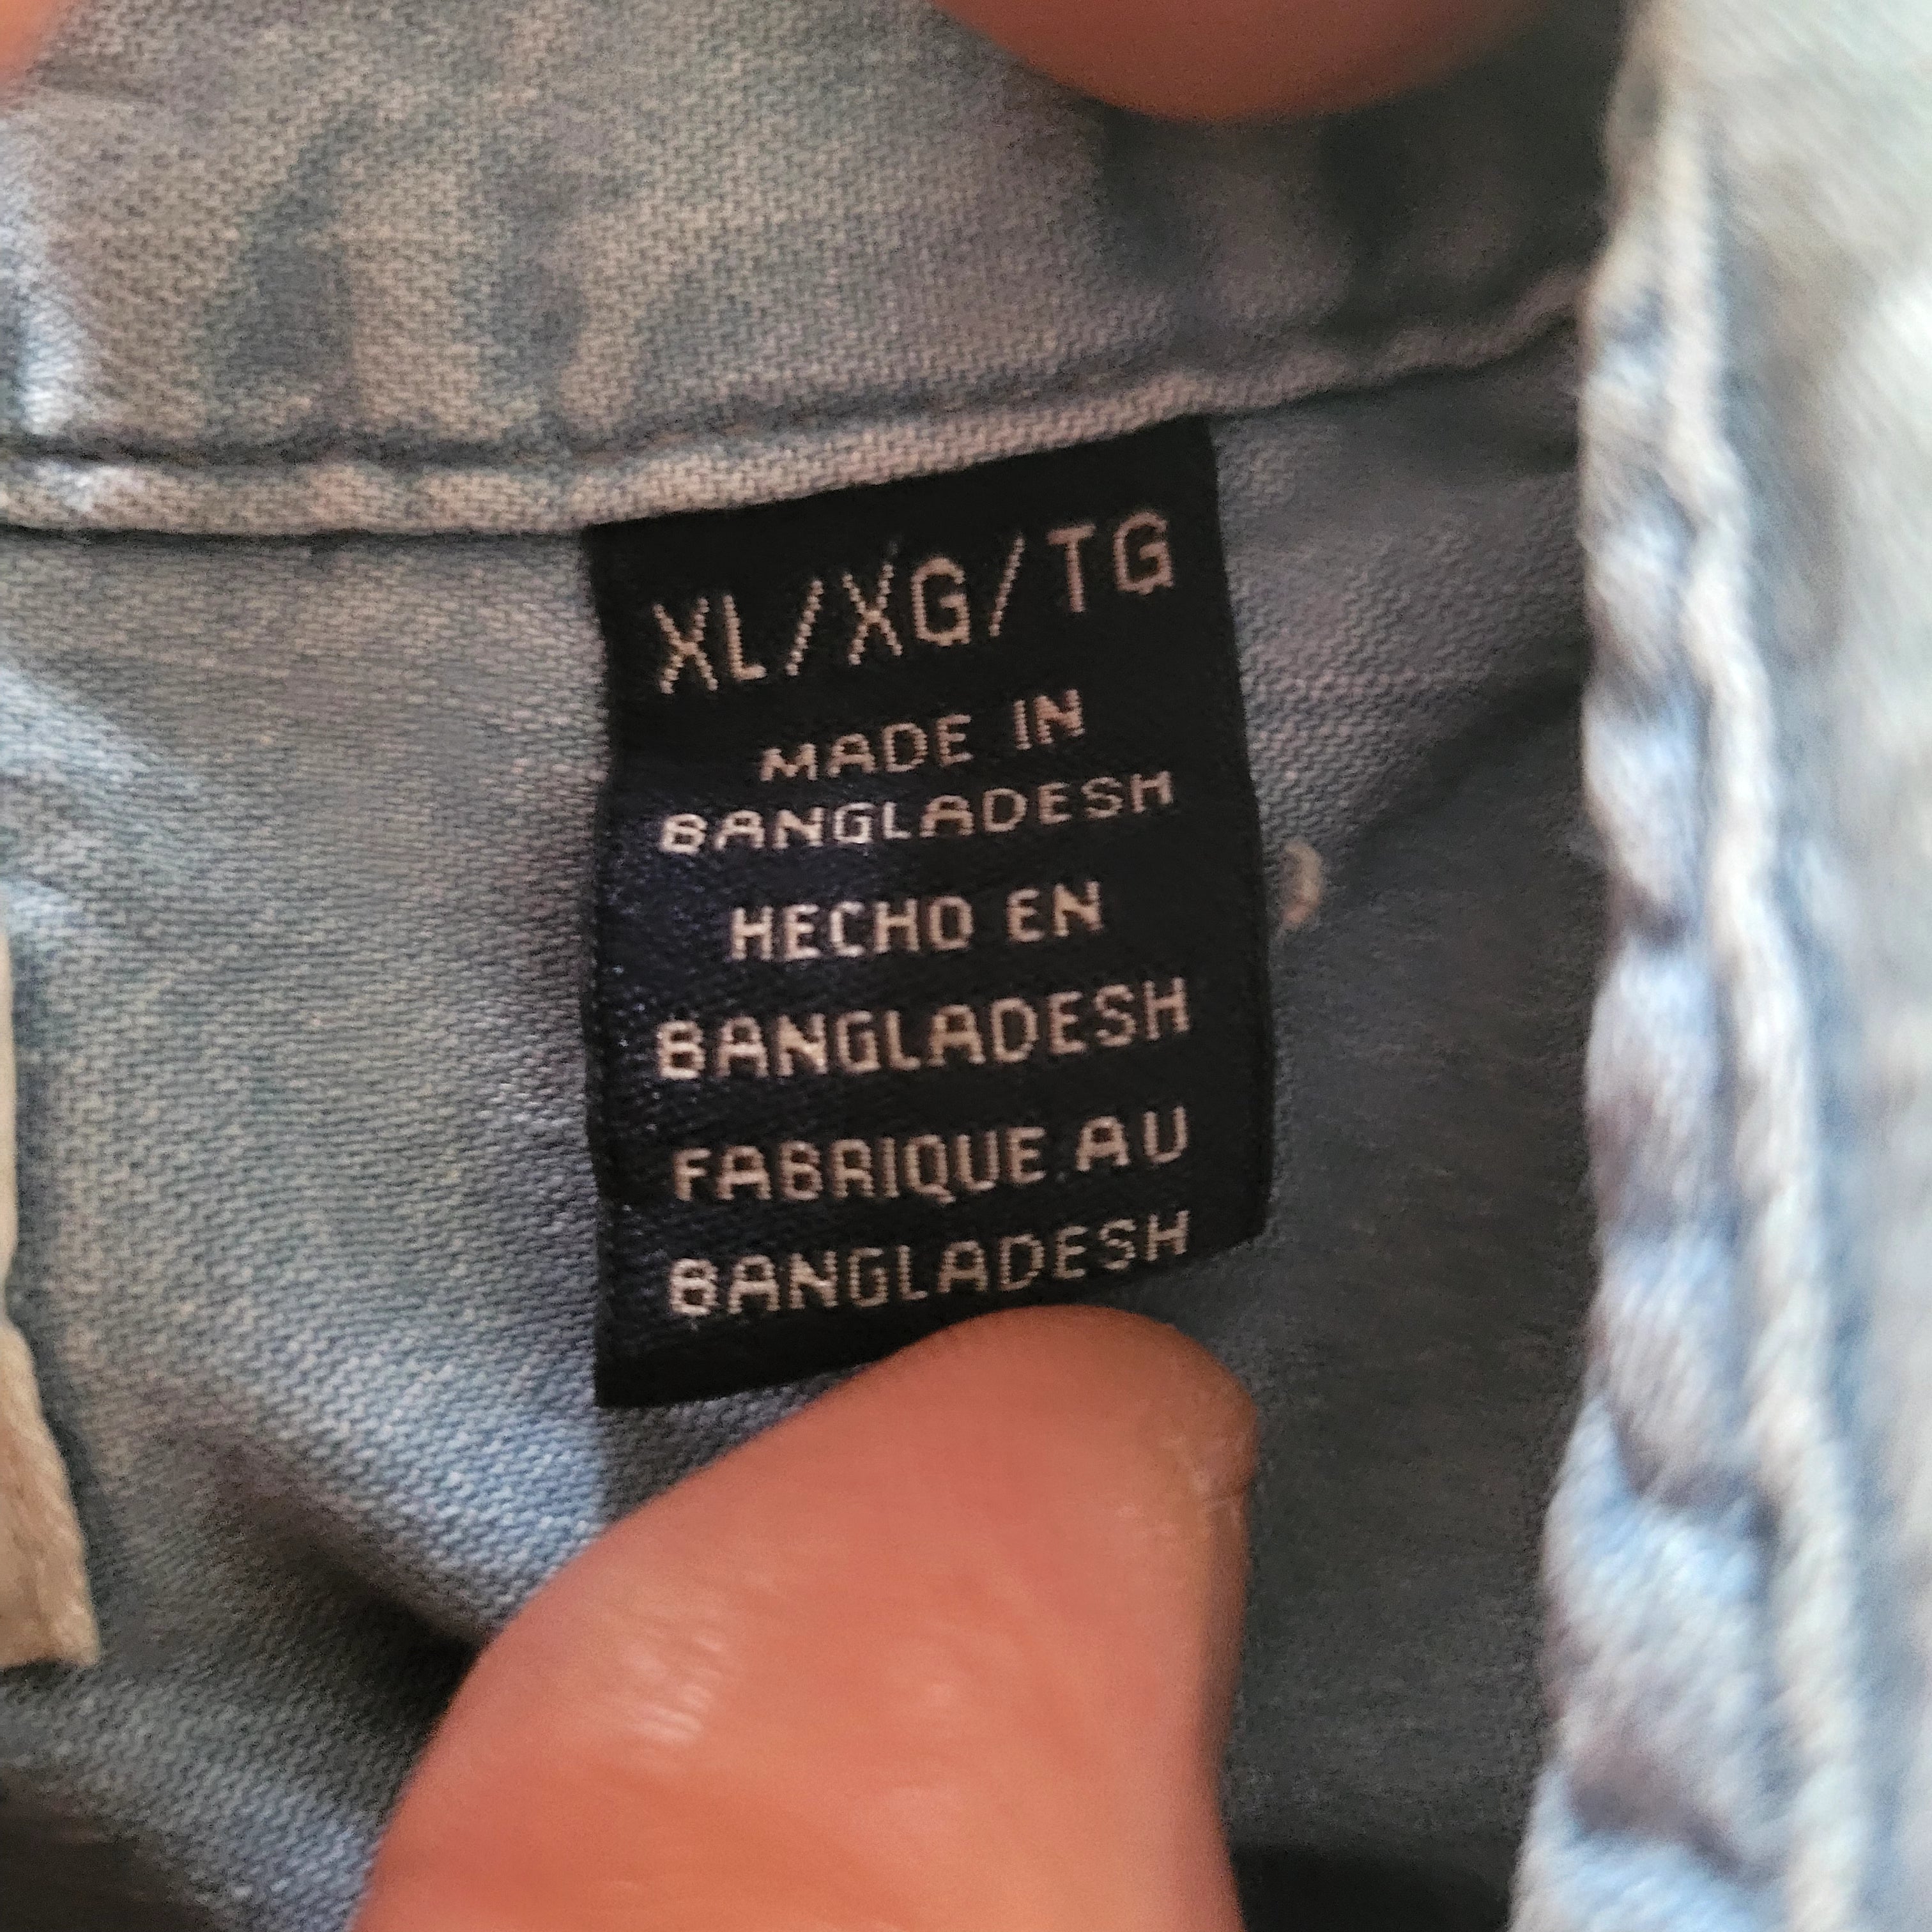 XL/XG/TG
MADE IN
BANGLADESH
HECHO EN
BANGLADESH
FABRIQUE AU
BANGLADESH